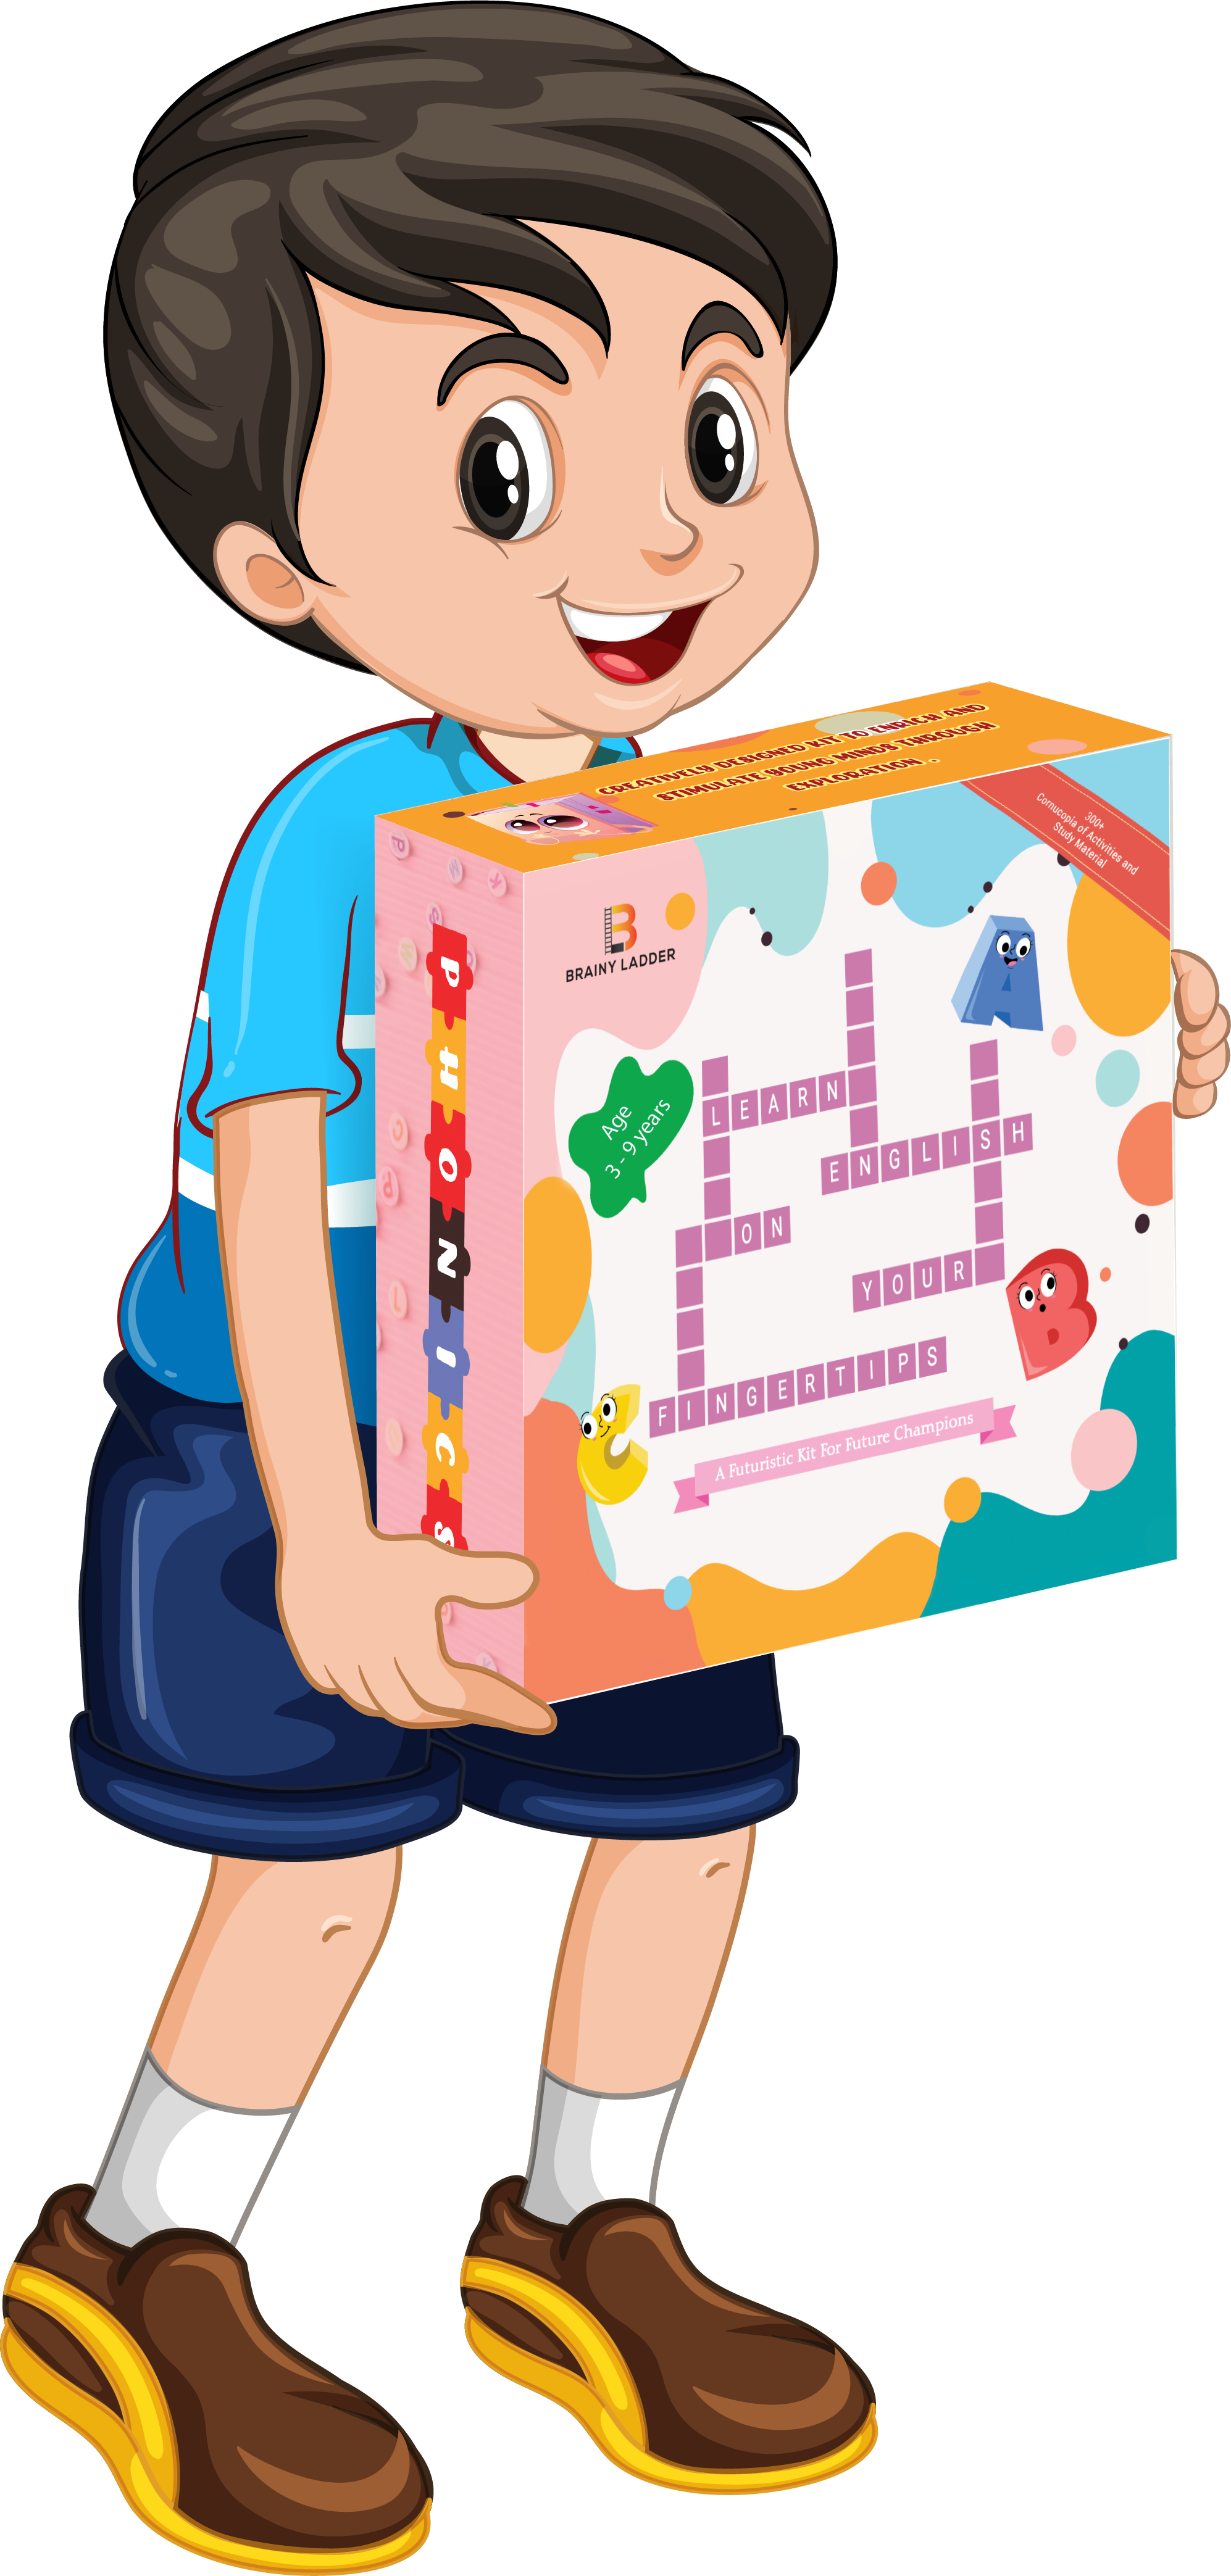 CREATIVELY DESIGNED KIT TO ENRICH AND
STIMULATE YOUNG MINDS THROUGH
EXPLORATION .
300+
Cornucopia of Activities and
Study Material
BRAINY LADDER
PHONICS
Age
3 - 9 years
LEARN
ENGLISH
ON
YOUR
FINGERTIPS
A Futuristic Kit For Future Champions